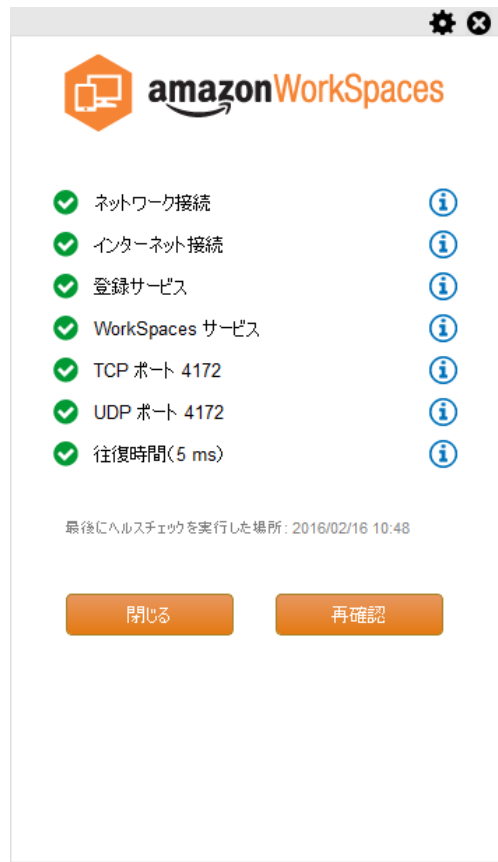 amazon WorkSpaces
ネットワーク接続
インターネット接続
登録サービス
WorkSpaces サービス
TCP ポート 4172
UDP ポート 4172
往復時間(5 ms)
最後にヘルスチェックを実行した場所: 2016/02/16 10:48
閉じる 再確認